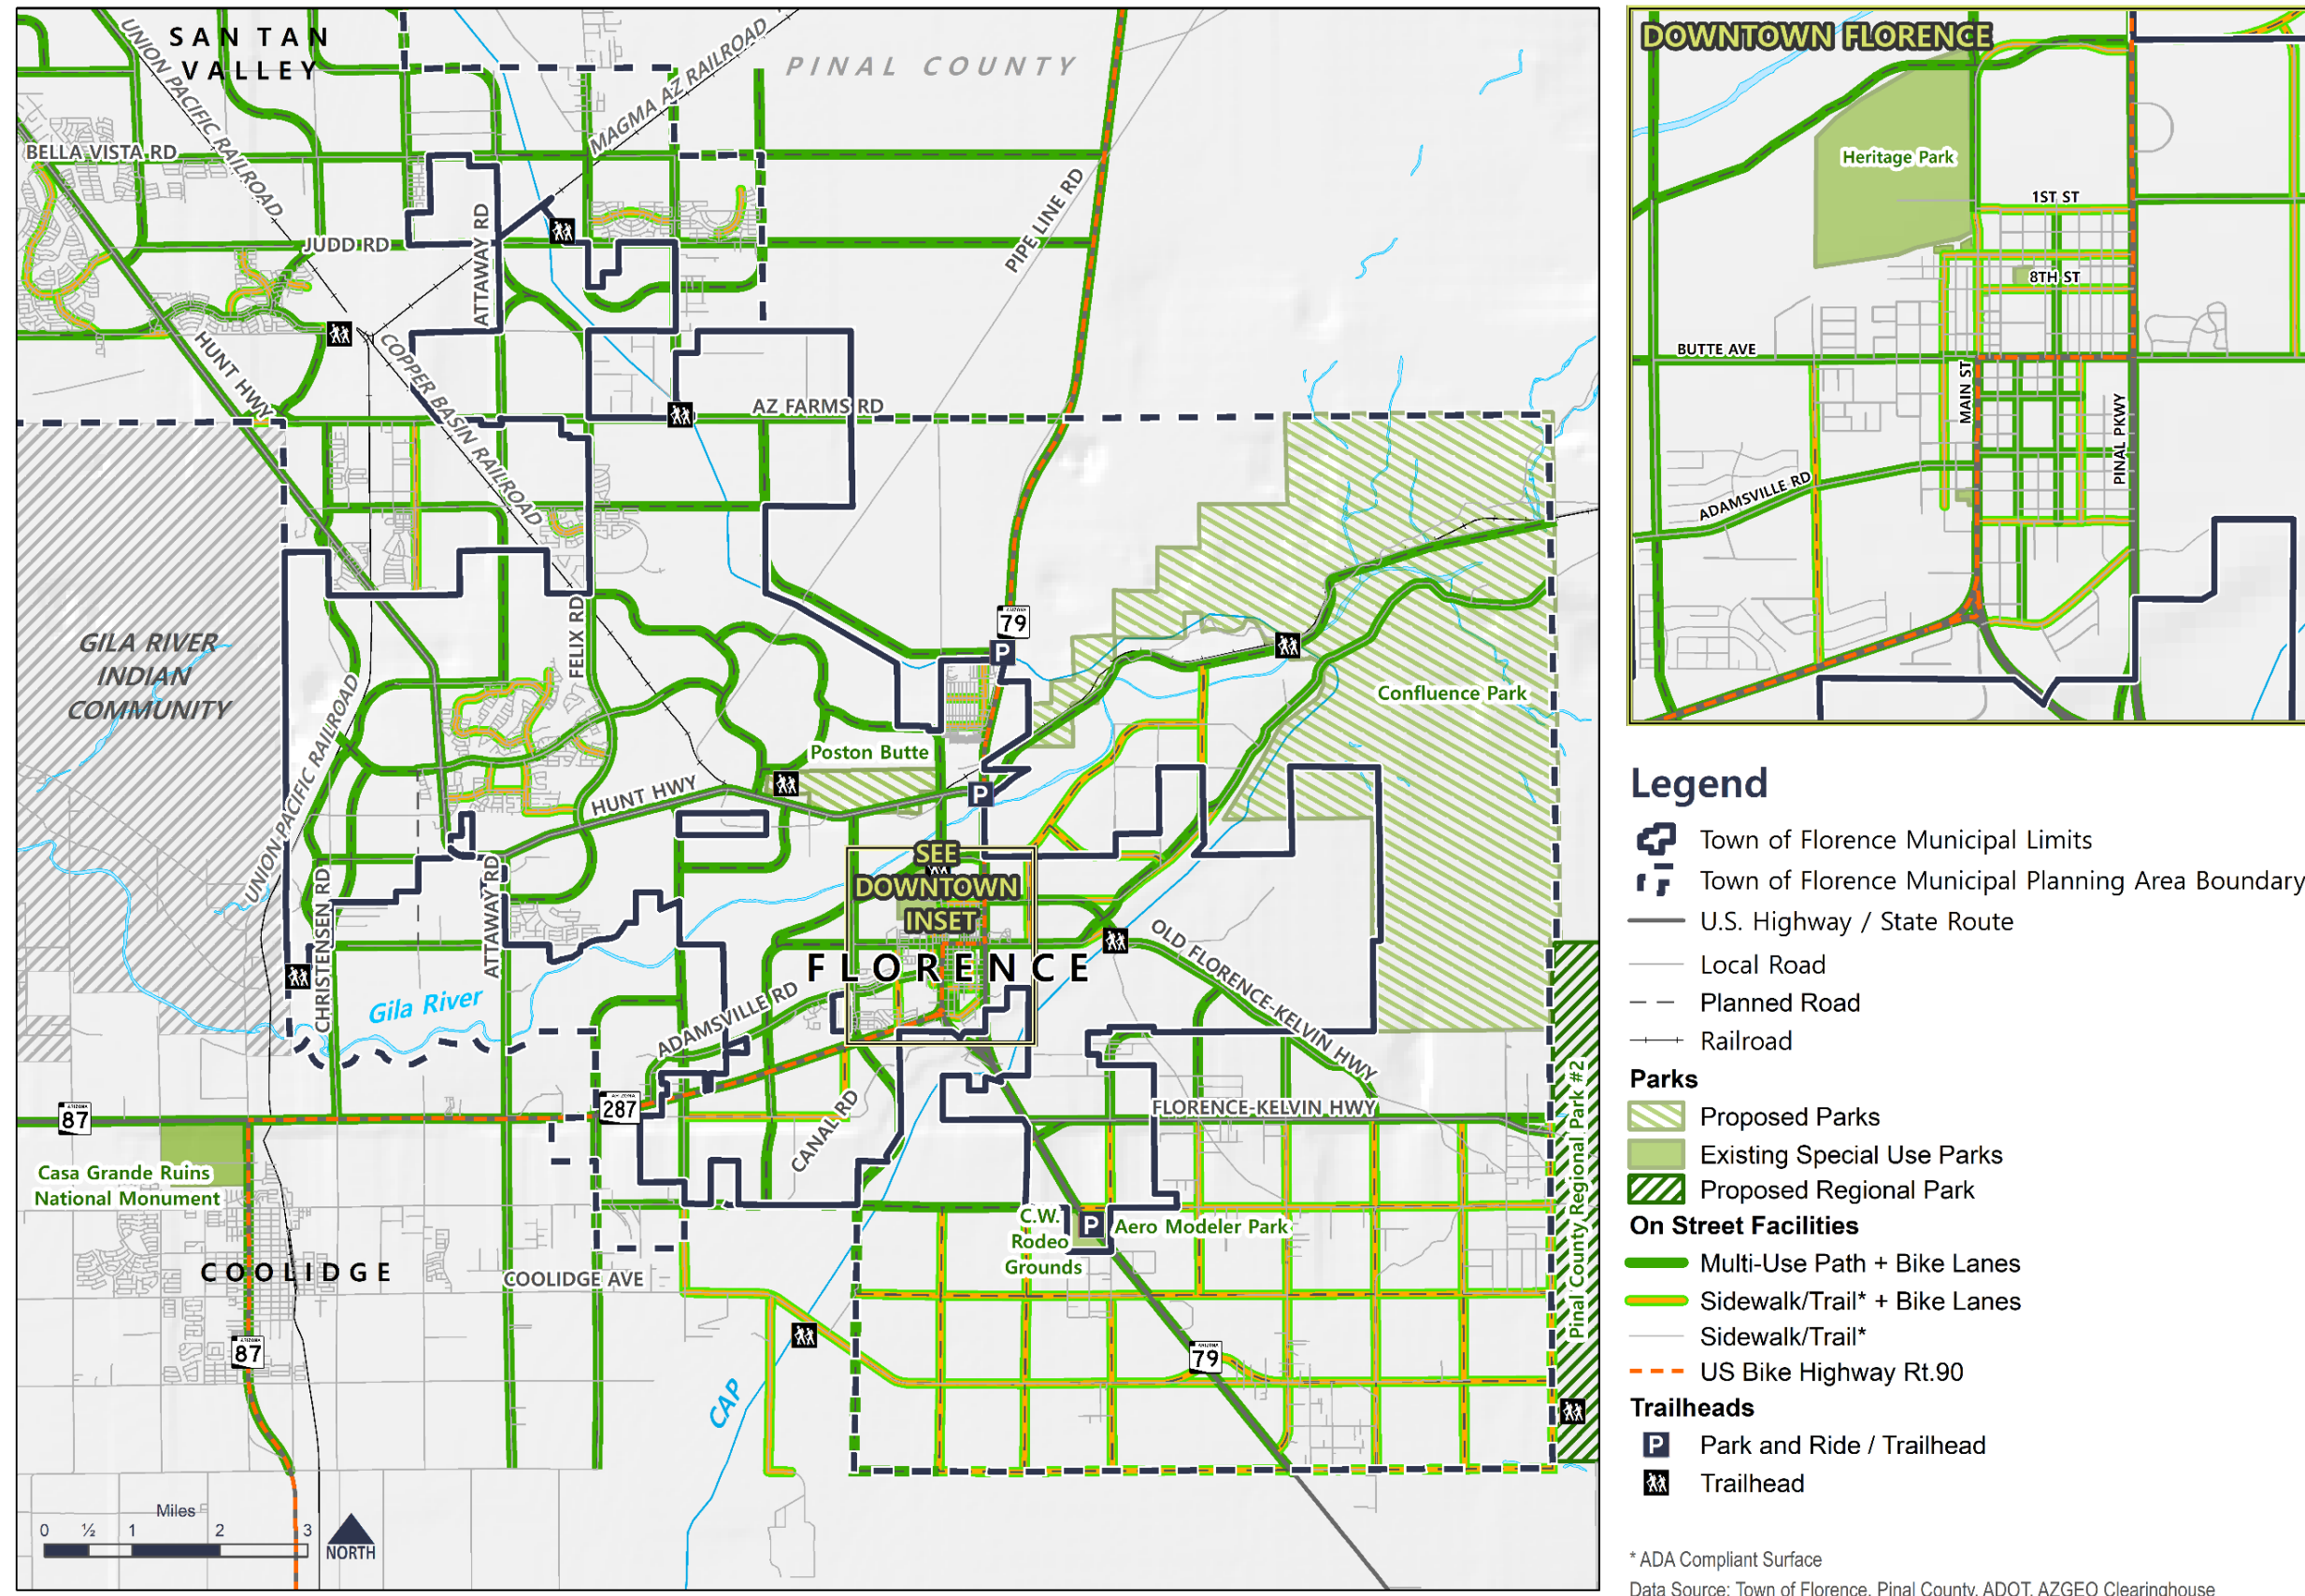 SAN TAN
VALLEY
UNION PACIFIC RAILROAD
MAGMA AZ RAILROAD
PINAL COUNTY
BELLA VISTA RD
JUDD RD
ATTAWAY RD
PIPE LINE RD
HUNT HWY
COPPER BASIN RAILROAD
AZ FARMS RD
GILA RIVER
INDIAN
COMMUNITY
FELIX RD
79
P
Confluence Park
UNION PACIFIC RAILROAD
Poston Butte
HUNT HWY
P
SEE
DOWNTOWN
INSET
CHRISTENSEN RD
ATTAWAY RD
Gila River
FLORENCE
OLD FLORENCE-KELVIN HWY
ADAMSVILLE RD
287
87
CANAL RD
FLORENCE-KELVIN HWY
Pinal County Regional Park #2
Casa Grande Ruins
National Monument
C.W.
Rodeo
Grounds
P
Aero Modeler Park
COOLIDGE
COOLIDGE AVE
87
79
CAP
Miles
0 ½ 1 2 3
NORTH
DOWNTOWN FLORENCE
Heritage Park
1ST ST
8TH ST
BUTTE AVE
MAIN ST
PINAL PKWY
ADAMSVILLE RD
Legend
Town of Florence Municipal Limits
Town of Florence Municipal Planning Area Boundary
U.S. Highway / State Route
Local Road
Planned Road
Railroad
Parks
Proposed Parks
Existing Special Use Parks
Proposed Regional Park
On Street Facilities
Multi-Use Path + Bike Lanes
Sidewalk/Trail* + Bike Lanes
Sidewalk/Trail*
US Bike Highway Rt.90
Trailheads
P Park and Ride / Trailhead
Trailhead
* ADA Compliant Surface
Data Source: Town of Florence, Pinal County, ADOT, AZGEO Clearinghouse